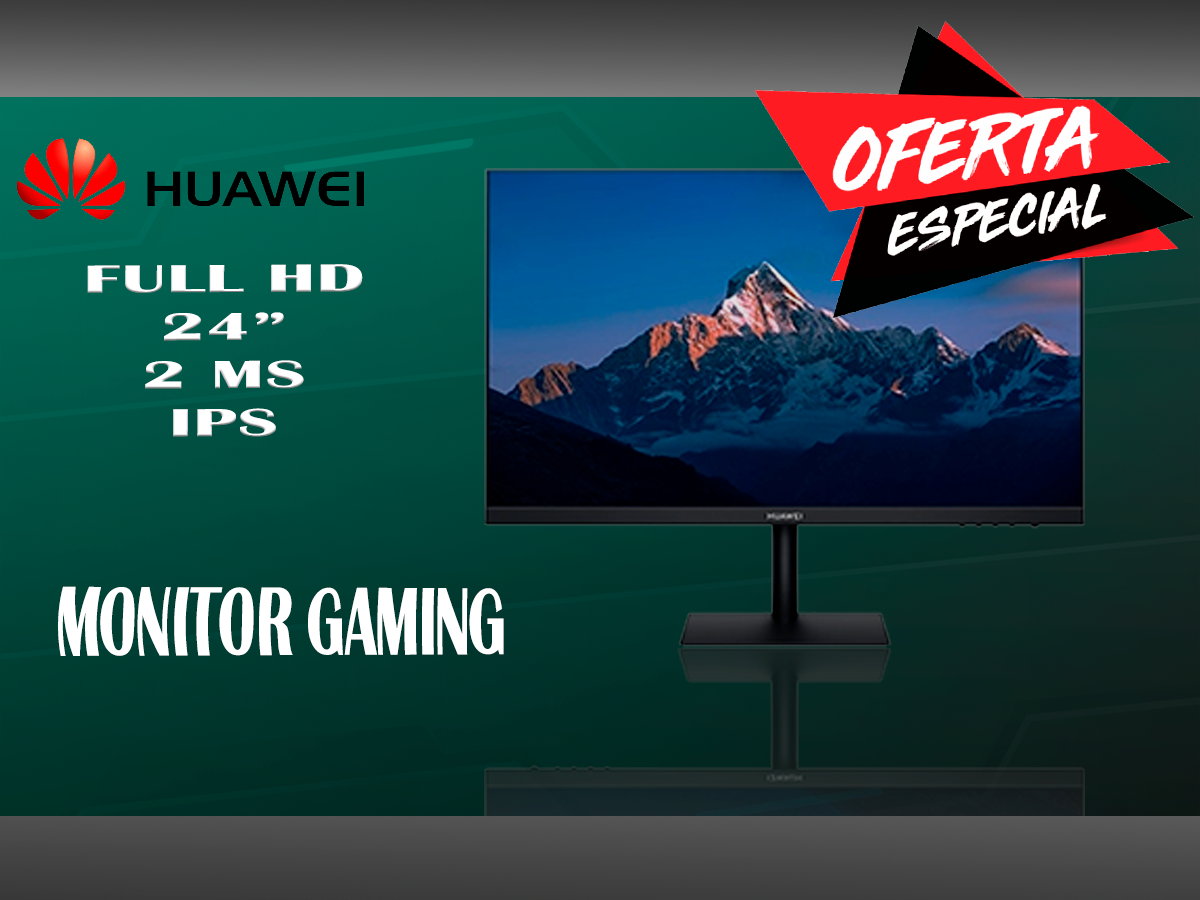 OFERTA
ESPECIAL
HUAWEI
FULL HD
24”
2 MS
IPS
HUAWEI
MONITOR GAMING